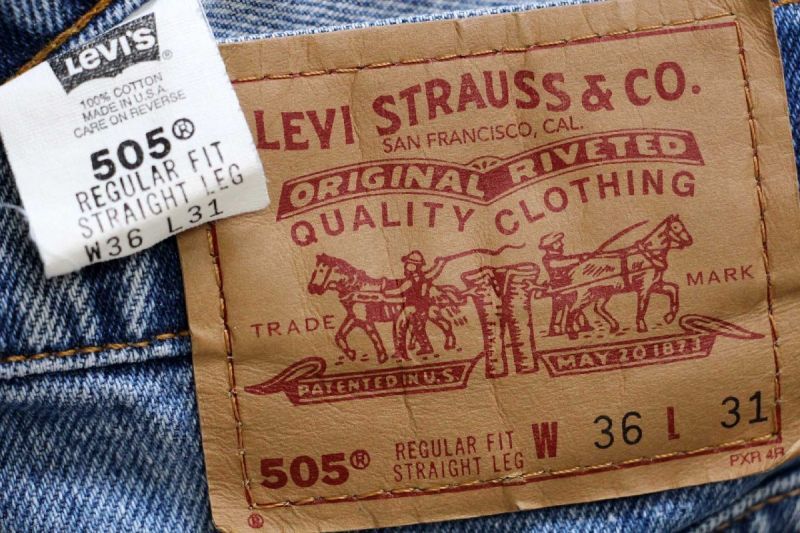 LEVI'S
®
100% COTTON
MADE IN U.S.A
CARE ON REVERSE
505®
REGULAR FIT
STRAIGHT LEG
W36 L31
LEVI STRAUSS & CO.
SAN FRANCISCO, CAL.
ORIGINAL RIVETED
QUALITY CLOTHING
TRADE MARK
PATENTED IN U.S. MAY 20 1873
505® REGULAR FIT W 36 L 31
STRAIGHT LEG
PXR 4R
®